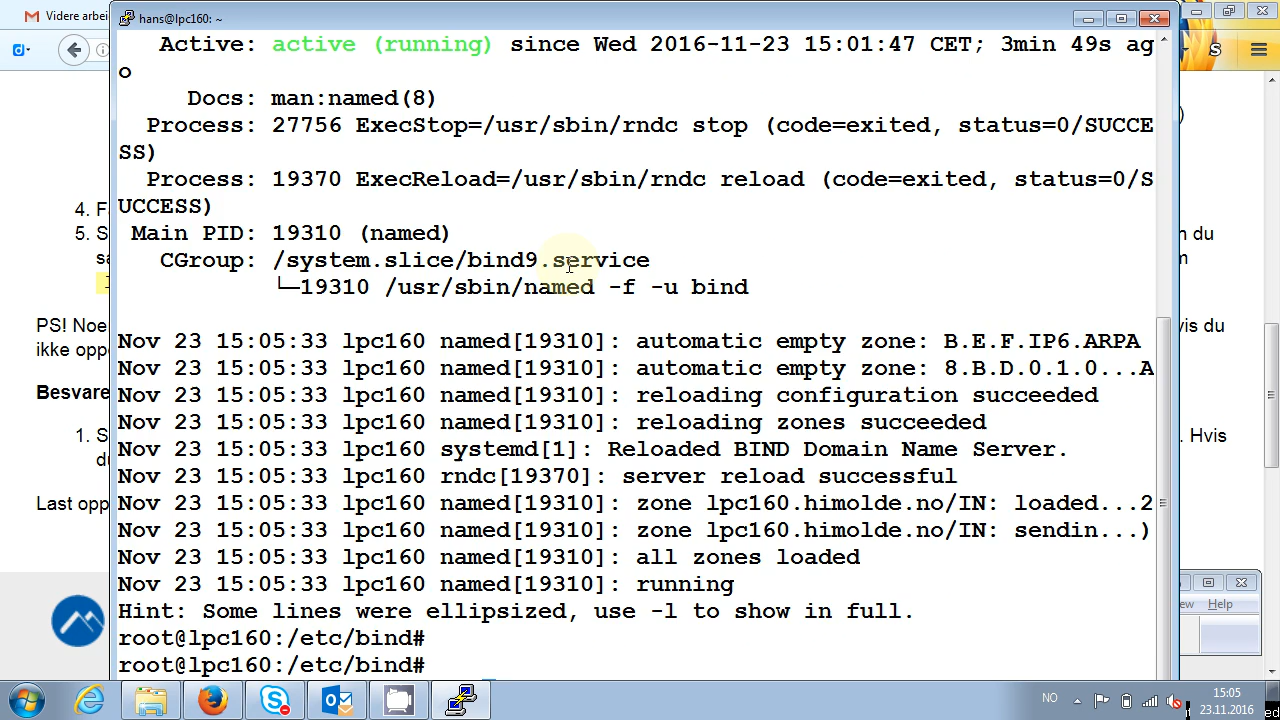 Videre arbei
hans@lpc160: ~
Active: active (running) since Wed 2016-11-23 15:01:47 CET; 3min 49s ag
o
Docs: man:named(8)
Process: 27756 ExecStop=/usr/sbin/rndc stop (code=exited, status=0/SUCCE
SS)
Process: 19370 ExecReload=/usr/sbin/rndc reload (code=exited, status=0/S
UCCESS)
Main PID: 19310 (named)
CGroup: /system.slice/bind9.service
└─19310 /usr/sbin/named -f -u bind
Nov 23 15:05:33 lpc160 named[19310]: automatic empty zone: B.E.F.IP6.ARPA
Nov 23 15:05:33 lpc160 named[19310]: automatic empty zone: 8.B.D.0.1.0...A
Nov 23 15:05:33 lpc160 named[19310]: reloading configuration succeeded
Nov 23 15:05:33 lpc160 named[19310]: reloading zones succeeded
Nov 23 15:05:33 lpc160 systemd[1]: Reloaded BIND Domain Name Server.
Nov 23 15:05:33 lpc160 rndc[19370]: server reload successful
Nov 23 15:05:33 lpc160 named[19310]: zone lpc160.himolde.no/IN: loaded...2
Nov 23 15:05:33 lpc160 named[19310]: zone lpc160.himolde.no/IN: sendin...)
Nov 23 15:05:33 lpc160 named[19310]: all zones loaded
Nov 23 15:05:33 lpc160 named[19310]: running
Hint: Some lines were ellipsized, use -l to show in full.
root@lpc160:/etc/bind#
root@lpc160:/etc/bind#
4. F
5. S
n du
PS! Noe
vis du
ikke opp
Besvare
1. S
. Hvis
du
Last opp
Help
NO
15:05
23.11.2016